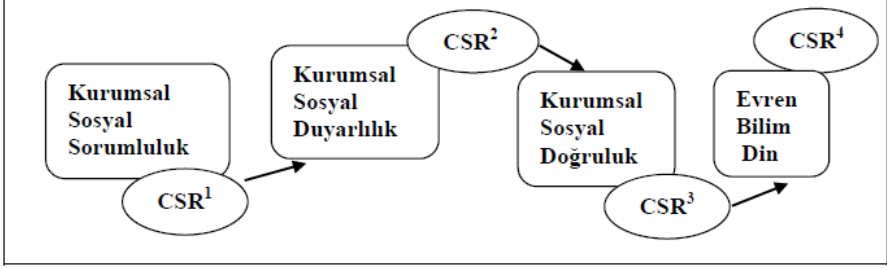 Kurumsal
Sosyal
Sorumluluk
CSR¹
Kurumsal
Sosyal
Duyarlılık
CSR²
Kurumsal
Sosyal
Doğruluk
CSR³
Evren
Bilim
Din
CSR⁴